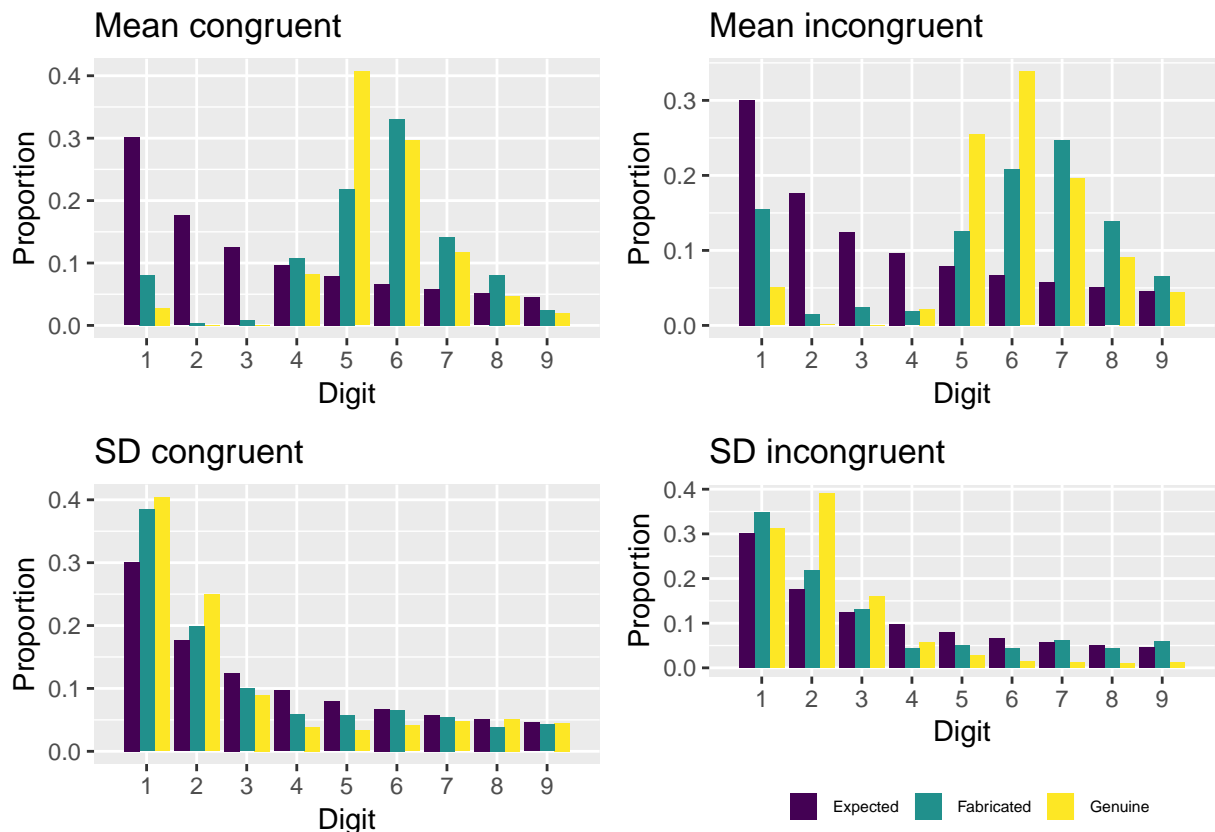 Mean congruent
Proportion
0.4
0.3
0.2
0.1
0.0
1 2 3 4 5 6 7 8 9
Digit
Mean incongruent
Proportion
0.3
0.2
0.1
0.0
1 2 3 4 5 6 7 8 9
Digit
SD congruent
Proportion
0.4
0.3
0.2
0.1
0.0
1 2 3 4 5 6 7 8 9
Digit
SD incongruent
Proportion
0.4
0.3
0.2
0.1
0.0
1 2 3 4 5 6 7 8 9
Digit
Expected Fabricated Genuine